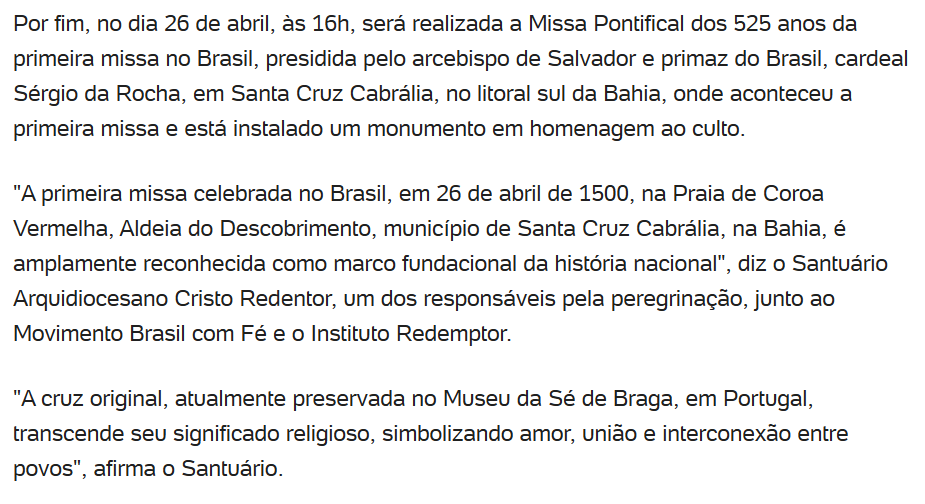 Por fim, no dia 26 de abril, às 16h, será realizada a Missa Pontifical dos 525 anos da
primeira missa no Brasil, presidida pelo arcebispo de Salvador e primaz do Brasil, cardeal
Sérgio da Rocha, em Santa Cruz Cabrália, no litoral sul da Bahia, onde aconteceu a
primeira missa e está instalado um monumento em homenagem ao culto.
"A primeira missa celebrada no Brasil, em 26 de abril de 1500, na Praia de Coroa
Vermelha, Aldeia do Descobrimento, município de Santa Cruz Cabrália, na Bahia, é
amplamente reconhecida como marco fundacional da história nacional", diz o Santuário
Arquidiocesano Cristo Redentor, um dos responsáveis pela peregrinação, junto ao
Movimento Brasil com Fé e o Instituto Redemptor.
"A cruz original, atualmente preservada no Museu da Sé de Braga, em Portugal,
transcende seu significado religioso, simbolizando amor, união e interconexão entre
povos", afirma o Santuário.